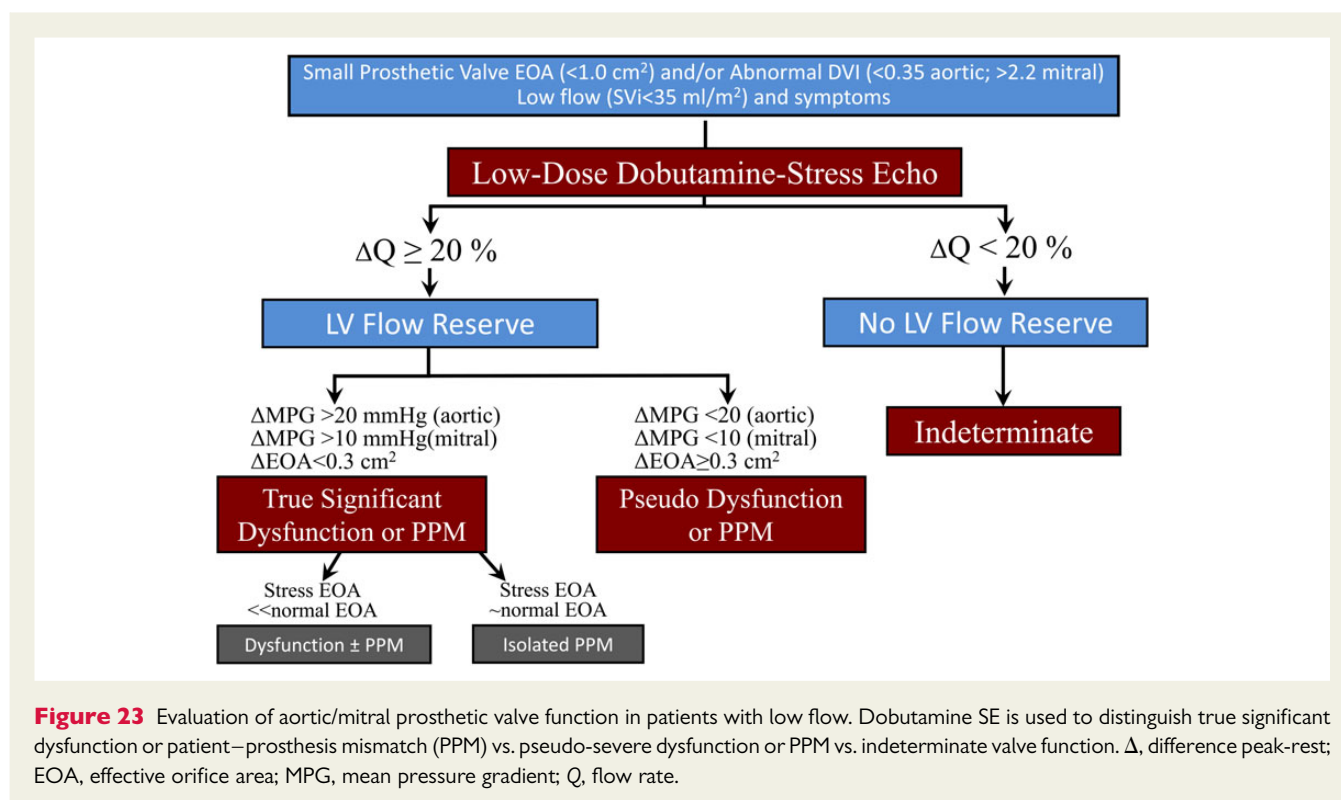 Small Prosthetic Valve EOA (<1.0 cm²) and/or Abnormal DVI (<0.35 aortic; >2.2 mitral)
Low flow (SVi<35 ml/m²) and symptoms
Low-Dose Dobutamine-Stress Echo
ΔQ ≥ 20 %
ΔQ < 20 %
LV Flow Reserve
No LV Flow Reserve
ΔMPG >20 mmHg (aortic)
ΔMPG >10 mmHg(mitral)
ΔEOA<0.3 cm²
ΔMPG <20 (aortic)
ΔMPG <10 (mitral)
ΔEOA≥0.3 cm²
Indeterminate
True Significant
Dysfunction or PPM
Pseudo Dysfunction
or PPM
Stress EOA
<<normal EOA
Stress EOA
~normal EOA
Dysfunction ± PPM
Isolated PPM
Figure 23 Evaluation of aortic/mitral prosthetic valve function in patients with low flow. Dobutamine SE is used to distinguish true significant
dysfunction or patient–prosthesis mismatch (PPM) vs. pseudo-severe dysfunction or PPM vs. indeterminate valve function. Δ, difference peak-rest;
EOA, effective orifice area; MPG, mean pressure gradient; Q, flow rate.